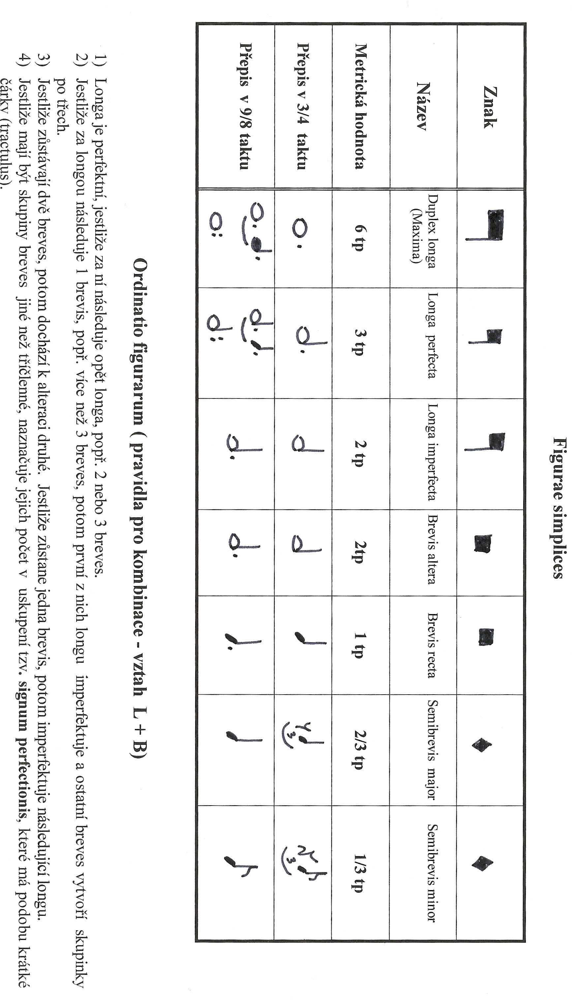 Figurae simplices
Znak
Název Duplex longa Longa perfecta Longa imperfecta Brevis altera Brevis recta Semibrevis major Semibrevis minor
(Maxima)
Metrická hodnota 6 tp 3 tp 2 tp 2tp 1 tp 2/3 tp 1/3 tp
Přepis v 3/4 taktu 3 3
Přepis v 9/8 taktu
Ordinatio figurarum ( pravidla pro kombinace - vztah L + B)
1) Longa je perfektní, jestliže za ní následuje opět longa, popř. 2 nebo 3 breves.
2) Jestliže za longou následuje 1 brevis, popř. více než 3 breves, potom první z nich longu imperfektuje a ostatní breves vytvoří skupinky
po třech.
3) Jestliže zůstávají dvě breves, potom dochází k alteraci druhé. Jestliže zůstane jedna brevis, potom imperfektuje následující longu.
4) Jestliže mají být skupiny breves jiné než tříčlenné, naznačuje jejich počet v uskupení tzv. signum perfectionis, které má podobu krátké
čárky (tractulus).